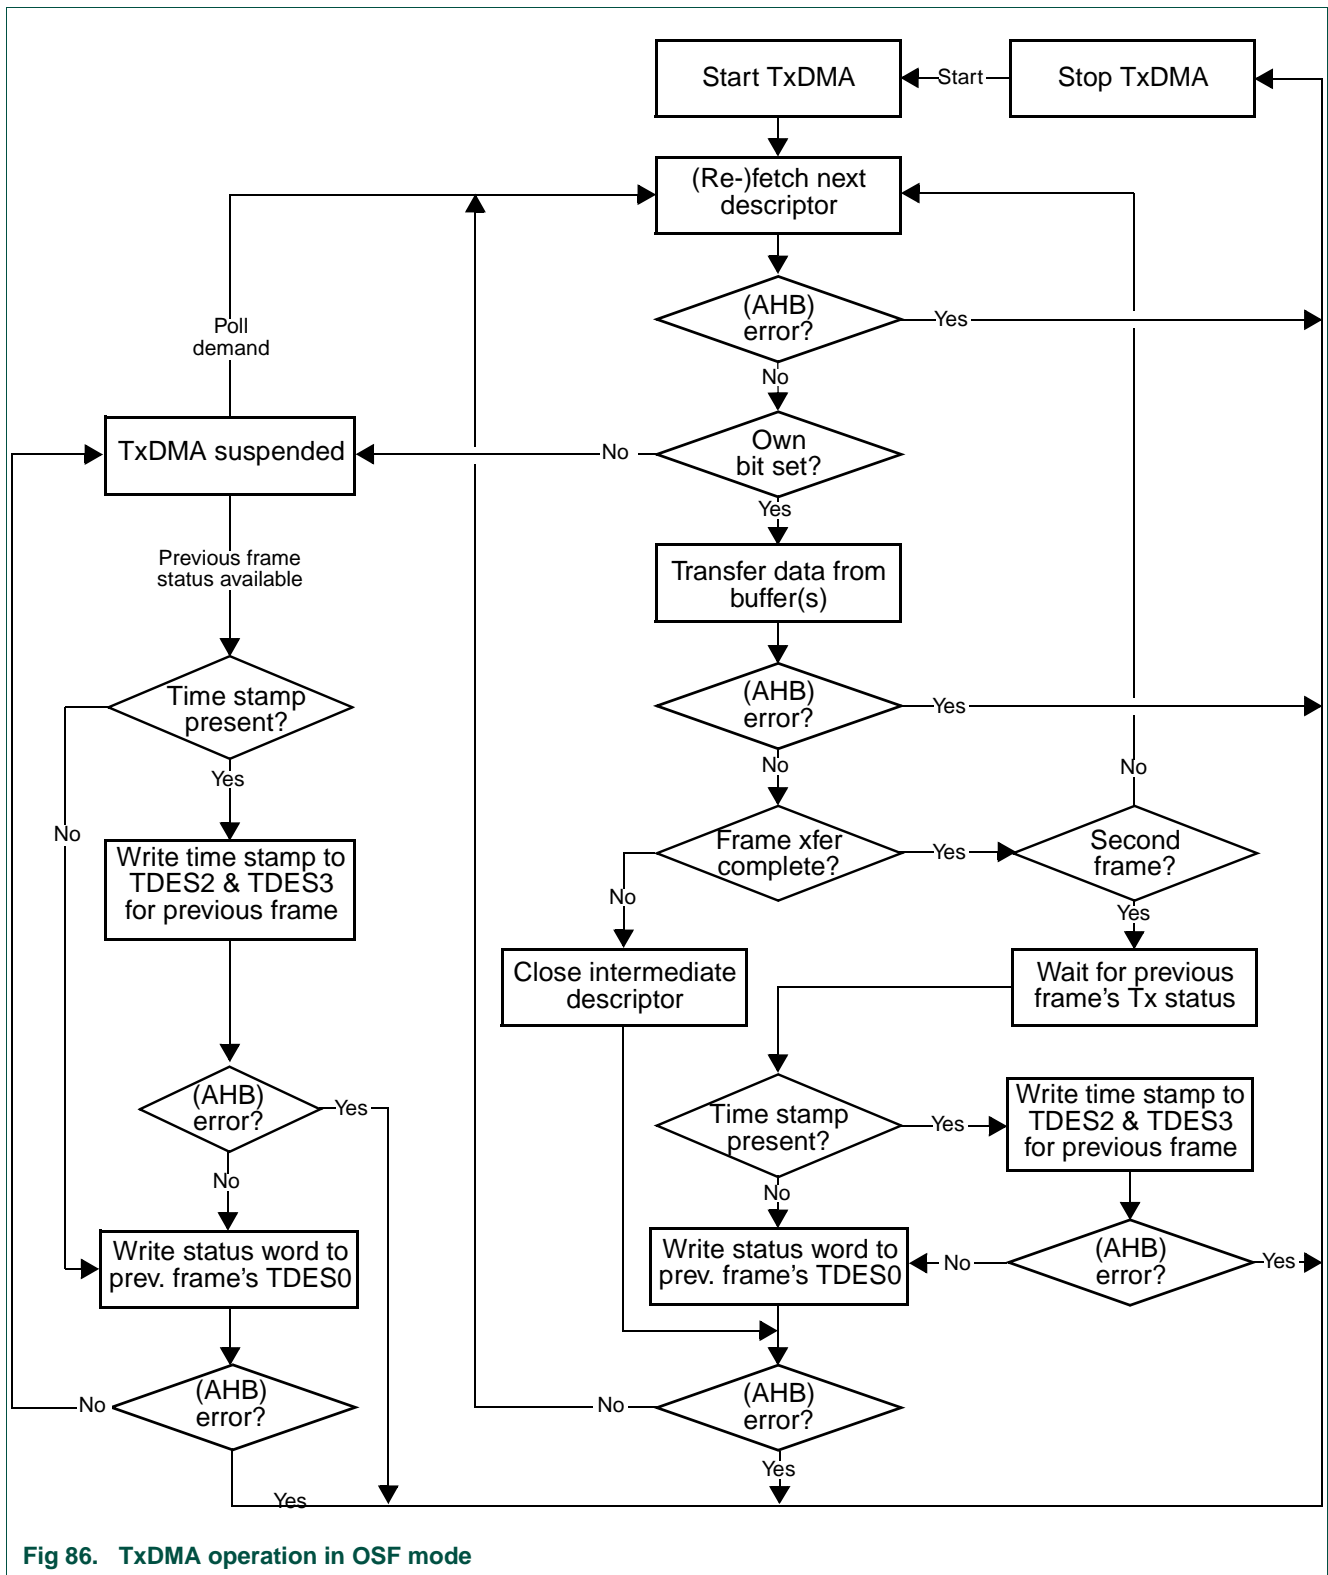 Start TxDMA
Start
Stop TxDMA
(Re-)fetch next
descriptor
(AHB)
error?
Yes
No
Poll
demand
TxDMA suspended
No
Own
bit set?
Yes
Previous frame
status available
Transfer data from
buffer(s)
Time stamp
present?
Yes
No
(AHB)
error?
Yes
No
No
Write time stamp to
TDES2 & TDES3
for previous frame
Frame xfer
complete?
Yes
No
Second
frame?
Yes
Close intermediate
descriptor
Wait for previous
frame's Tx status
(AHB)
error?
Yes
No
Time stamp
present?
Yes
No
Write time stamp to
TDES2 & TDES3
for previous frame
Write status word to
prev. frame's TDES0
Write status word to
prev. frame's TDES0
No
(AHB)
error?
Yes
No
(AHB)
error?
Yes
No
(AHB)
error?
Yes
Fig 86. TxDMA operation in OSF mode